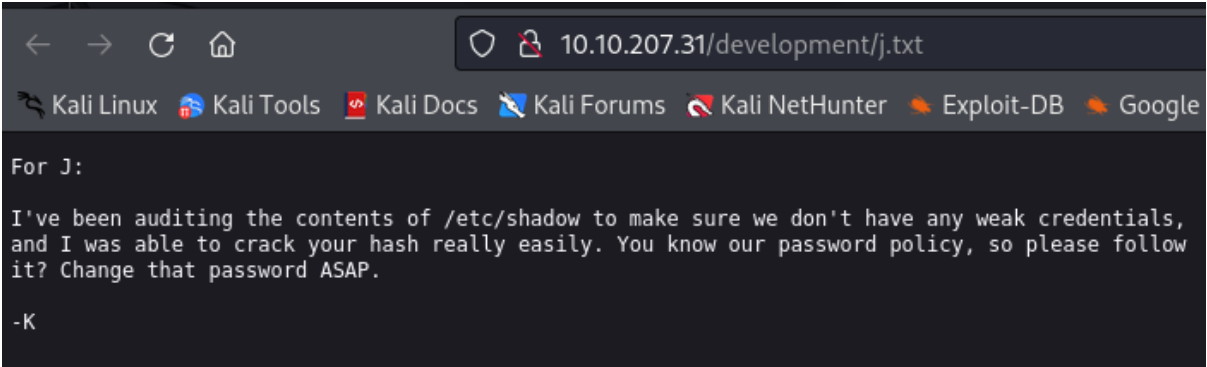 10.10.207.31/development/j.txt
Kali Linux Kali Tools Kali Docs Kali Forums Kali NetHunter Exploit-DB Google
For J:
I've been auditing the contents of /etc/shadow to make sure we don't have any weak credentials,
and I was able to crack your hash really easily. You know our password policy, so please follow
it? Change that password ASAP.
-K